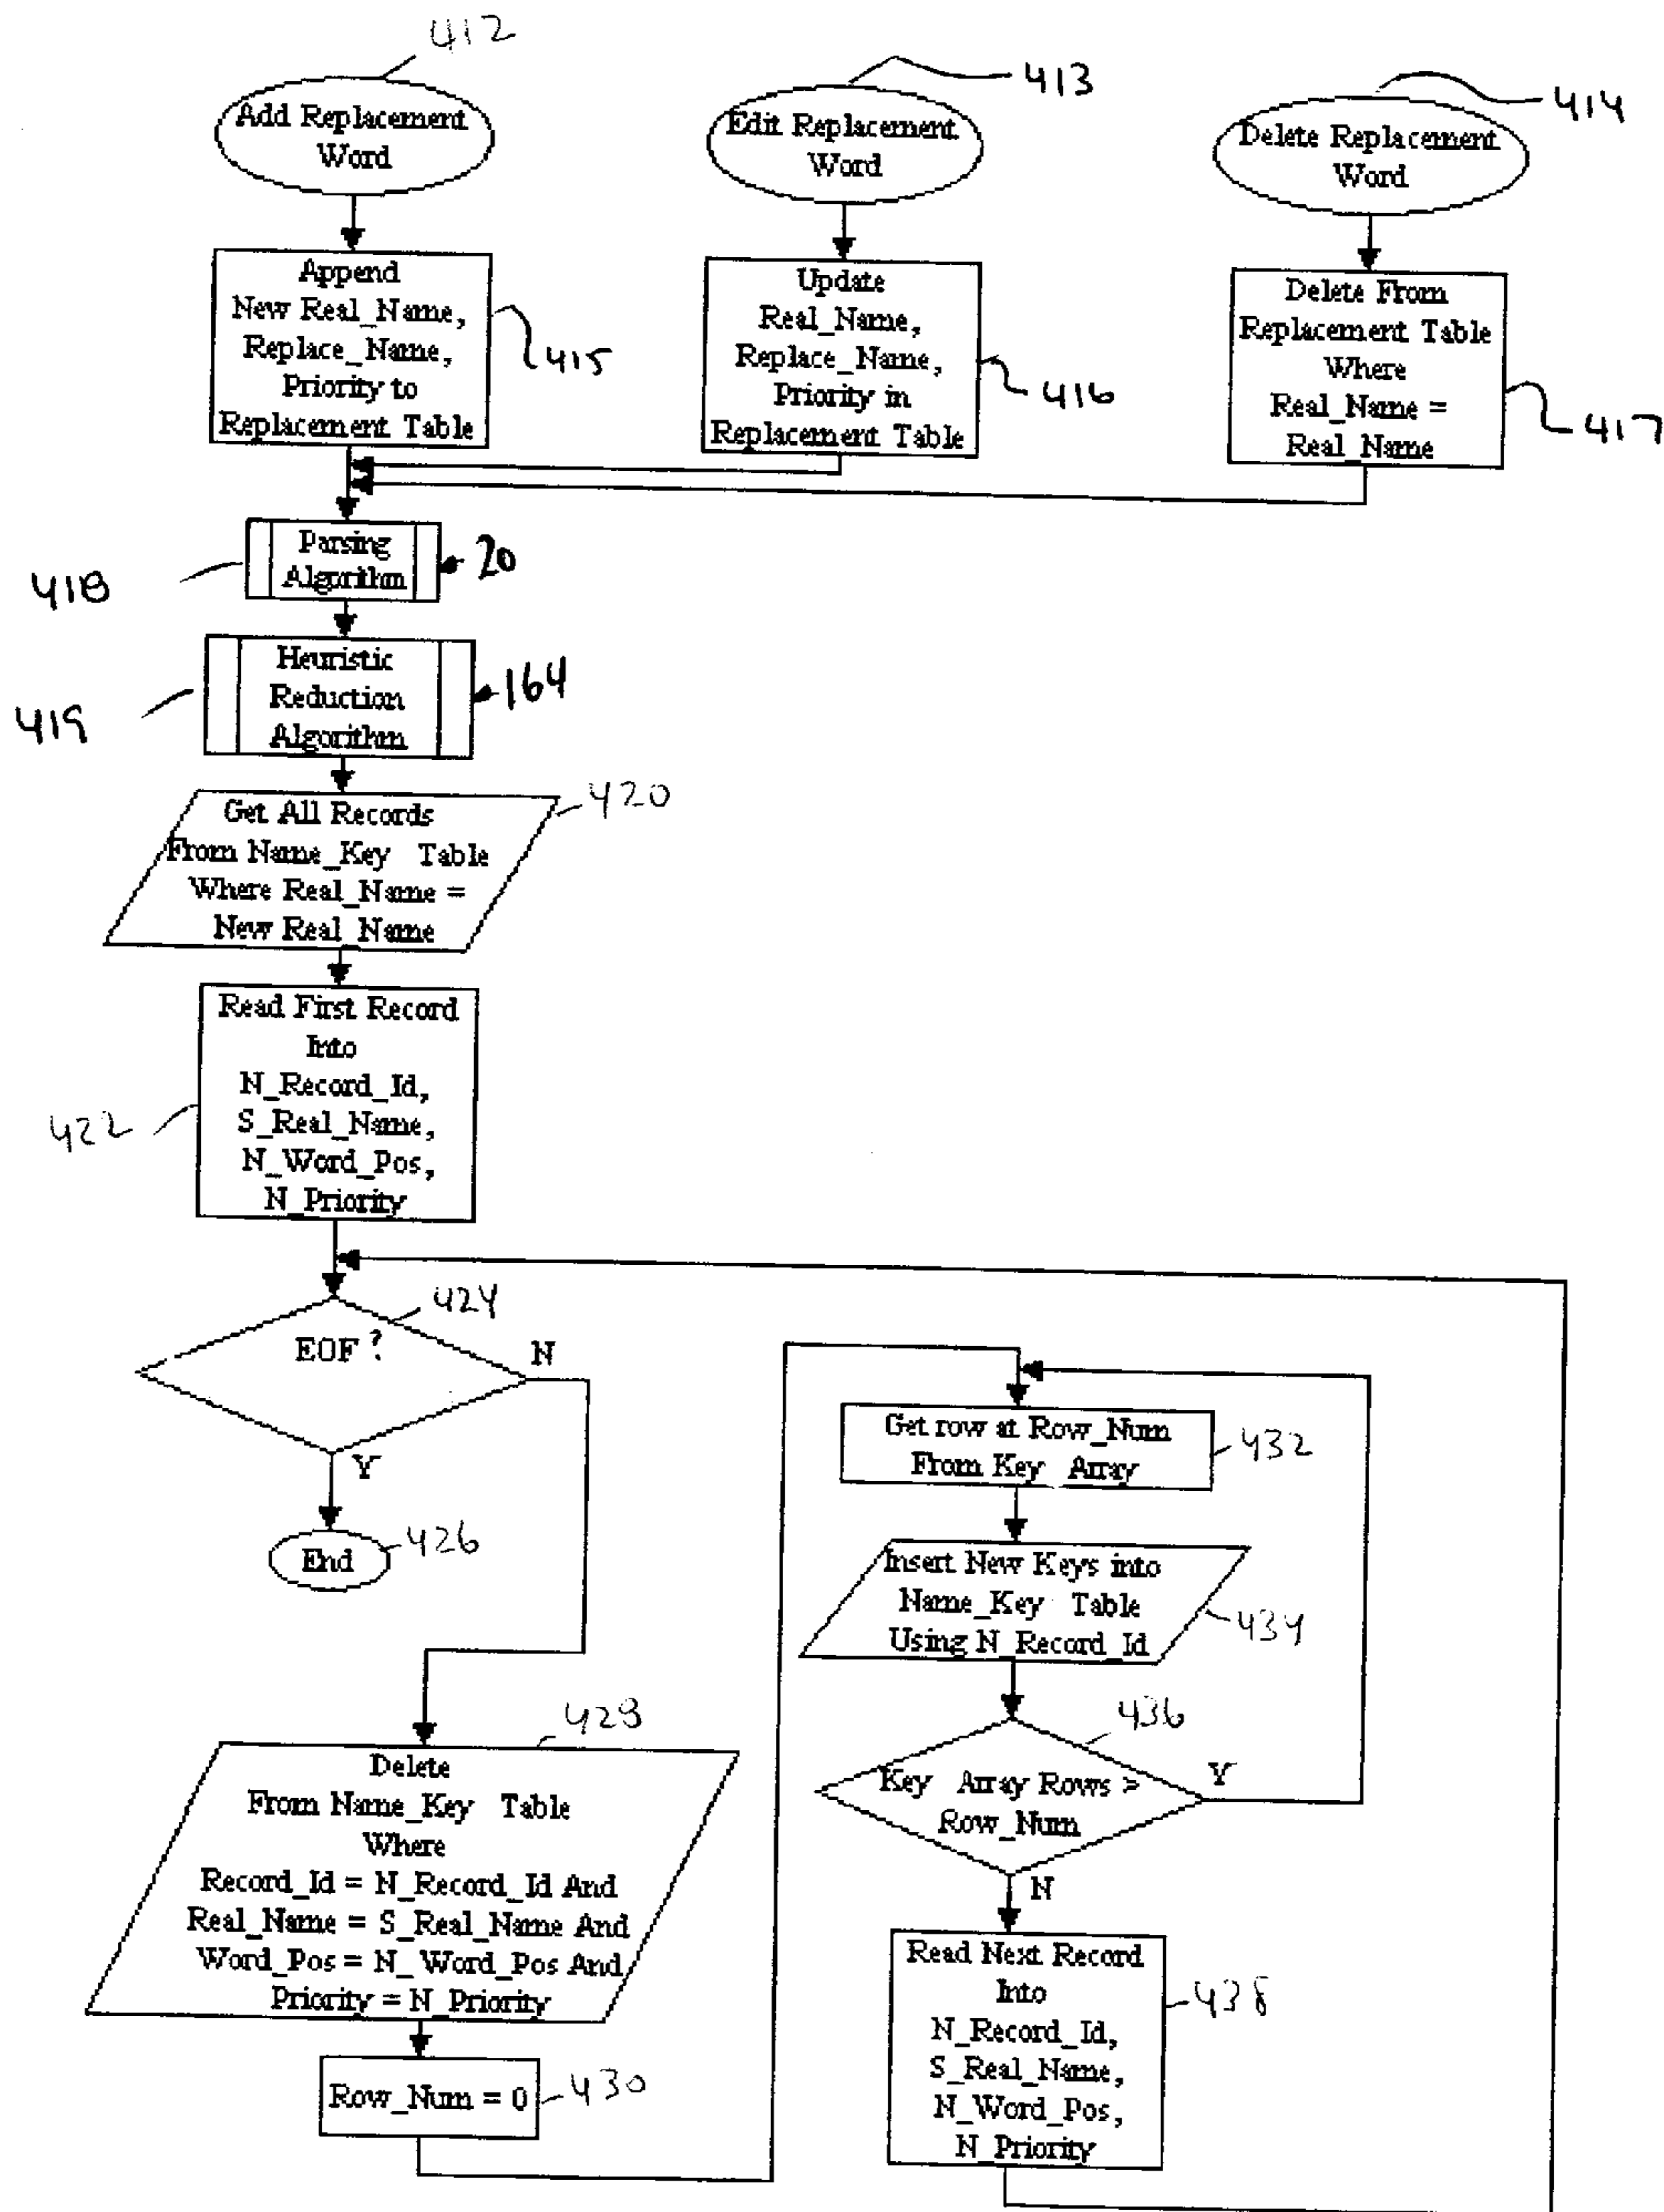 412
Add Replacement
Word
413
Edit Replacement
Word
414
Delete Replacement
Word
Append
New Real_Name,
Replace_Name,
Priority to
Replacement Table
415
Update
Real_Name,
Replace_Name,
Priority in
Replacement Table
416
Delete From
Replacement Table
Where
Real_Name =
Real_Name
417
Parsing
Algorithm
20
418
Heuristic
Reduction
Algorithm
164
419
Get All Records
From Name_Key Table
Where Real_Name =
New Real_Name
420
Read First Record
Into
N_Record_Id,
S_Real_Name,
N_Word_Pos,
N_Priority
422
EOF ?
424
N
Y
End
426
Delete
From Name_Key Table
Where
Record_Id = N_Record_Id And
Real_Name = S_Real_Name And
Word_Pos = N_Word_Pos And
Priority = N_Priority
428
Row_Num = 0
430
Get row at Row_Num
From Key Array
432
Insert New Keys into
Name_Key Table
Using N_Record_Id
434
Key Array Rows >
Row_Num
436
Y
N
Read Next Record
Into
N_Record_Id,
S_Real_Name,
N_Word_Pos,
N_Priority
438